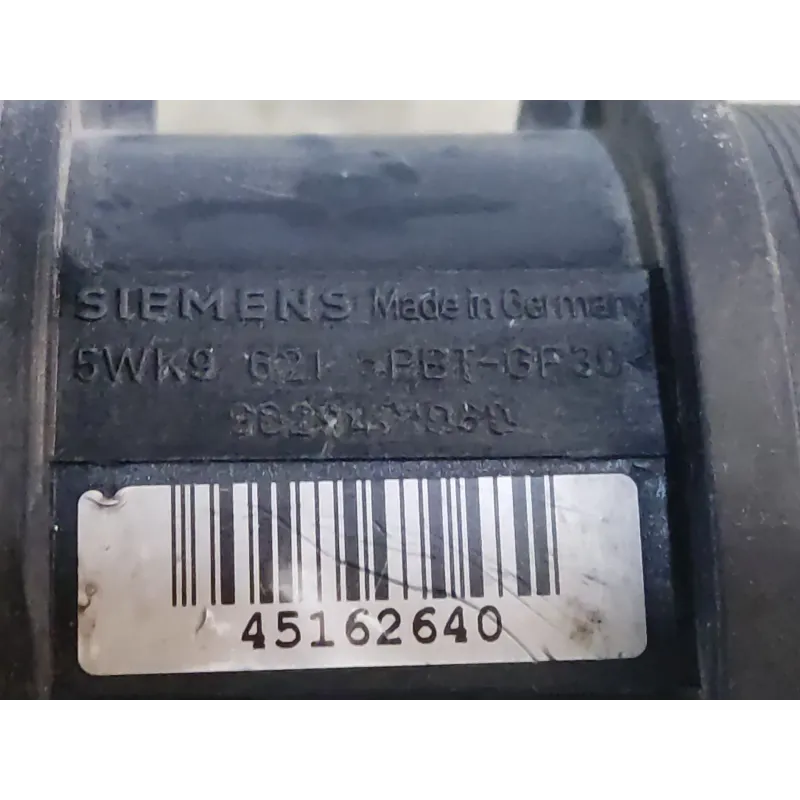 SIEMENS Made in Germany
5WK9 621 >PBT-GF30<
45162640